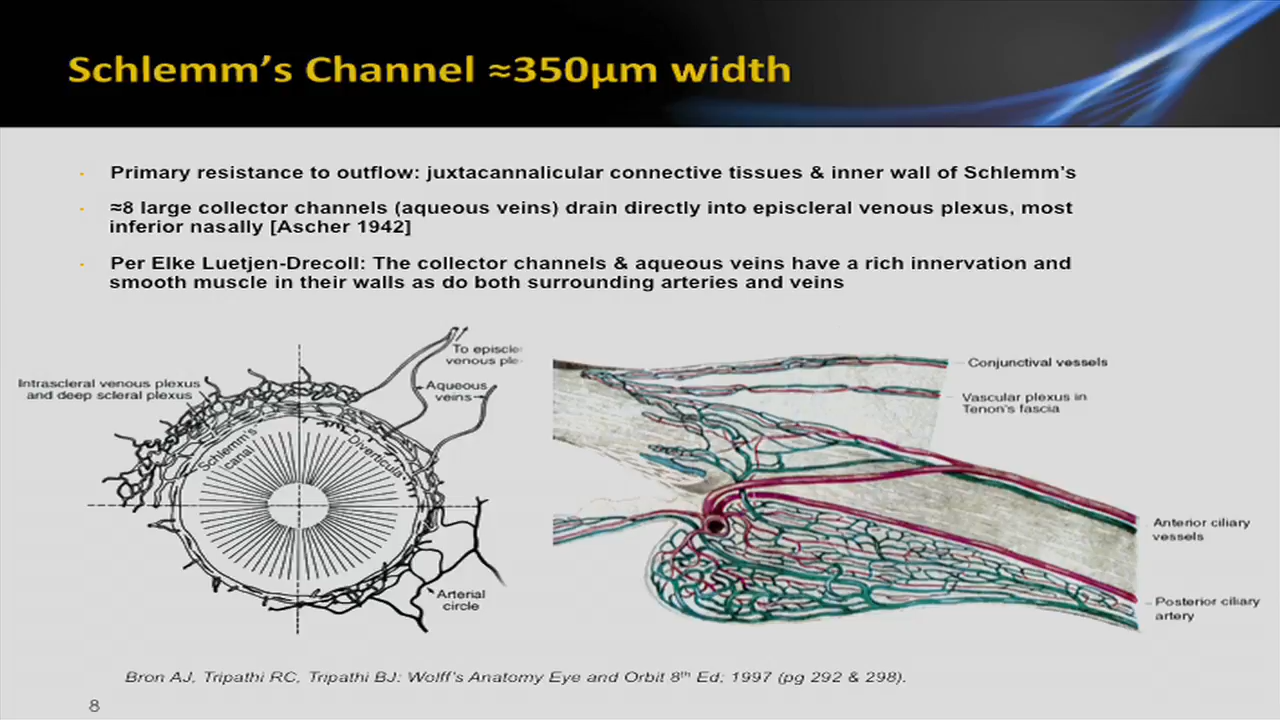 Schlemm's Channel ≈350µm width
· Primary resistance to outflow: juxtacannalicular connective tissues & inner wall of Schlemm's
· ≈8 large collector channels (aqueous veins) drain directly into episcleral venous plexus, most
inferior nasally [Ascher 1942]
· Per Elke Luetjen-Drecoll: The collector channels & aqueous veins have a rich innervation and
smooth muscle in their walls as do both surrounding arteries and veins
To episcle
venous ple
Intrascleral venous plexus
and deep scleral plexus
Aqueous
veins
Schlemm's
canal
Diverticula
Arterial
circle
Conjunctival vessels
Vascular plexus in
Tenon's fascia
Anterior ciliary
vessels
Posterior ciliary
artery
Bron AJ, Tripathi RC, Tripathi BJ: Wolff's Anatomy Eye and Orbit 8th Ed; 1997 (pg 292 & 298).
8